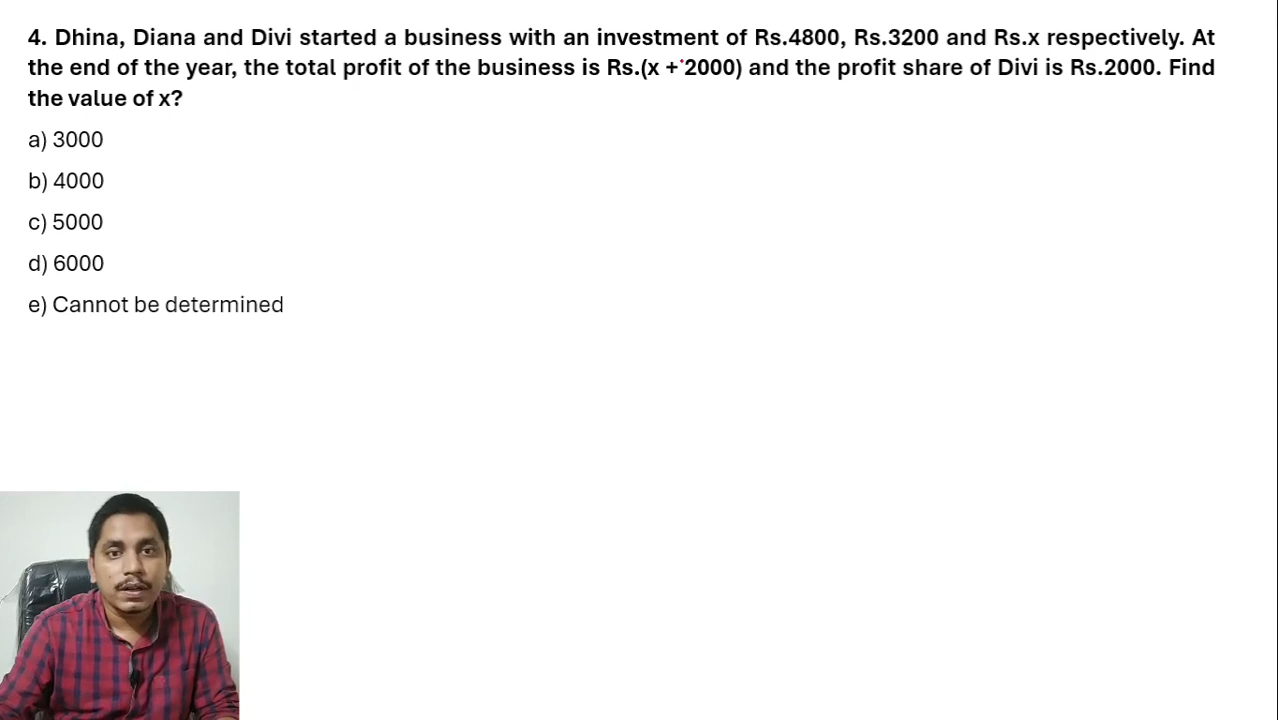 4. Dhina, Diana and Divi started a business with an investment of Rs.4800, Rs.3200 and Rs.x respectively. At
the end of the year, the total profit of the business is Rs.(x + 2000) and the profit share of Divi is Rs.2000. Find
the value of x?
a) 3000
b) 4000
c) 5000
d) 6000
e) Cannot be determined